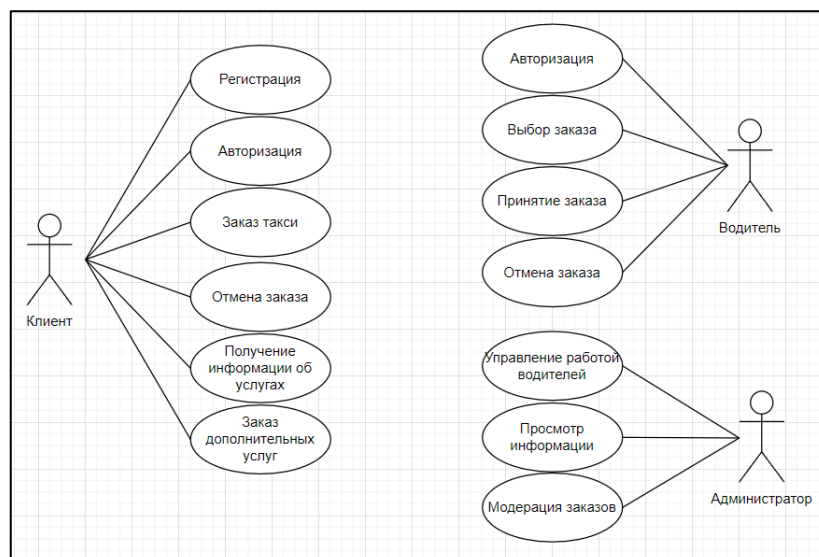 Регистрация
Авторизация
Заказ такси
Отмена заказа
Получение
информации об
услугах
Заказ
дополнительных
услуг
Клиент
Авторизация
Выбор заказа
Принятие заказа
Отмена заказа
Водитель
Управление работой
водителей
Просмотр
информации
Модерация заказов
Администратор